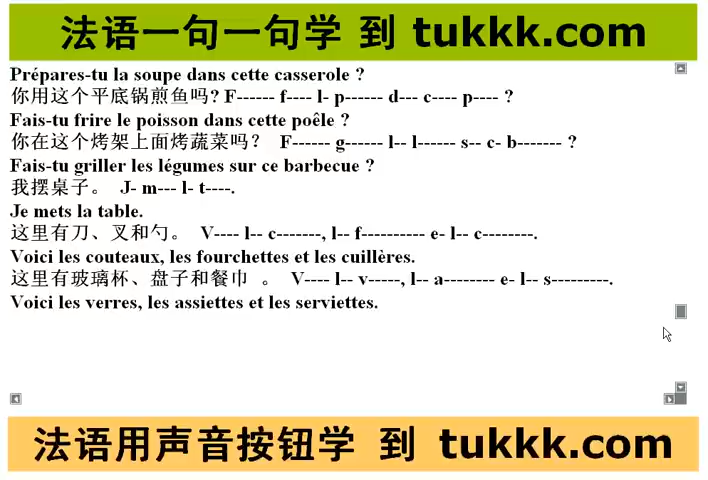 法语一句一句学 到 tukkk.com
Prépares-tu la soupe dans cette casserole ?
你用这个平底锅煎鱼吗? F------ f---- l- p------ d--- c---- p---- ?
Fais-tu frire le poisson dans cette poêle ?
你在这个烤架上面烤蔬菜吗? F------ g------ l-- l------ s-- c- b------- ?
Fais-tu griller les légumes sur ce barbecue ?
我摆桌子。 J- m--- l- t----.
Je mets la table.
这里有刀、叉和勺。 V---- l-- c-------, l-- f---------- e- l-- c--------.
Voici les couteaux, les fourchettes et les cuillères.
这里有玻璃杯、盘子和餐巾 。 V---- l-- v-----, l-- a-------- e- l-- s---------.
Voici les verres, les assiettes et les serviettes.
法语用声音按钮学 到 tukkk.com